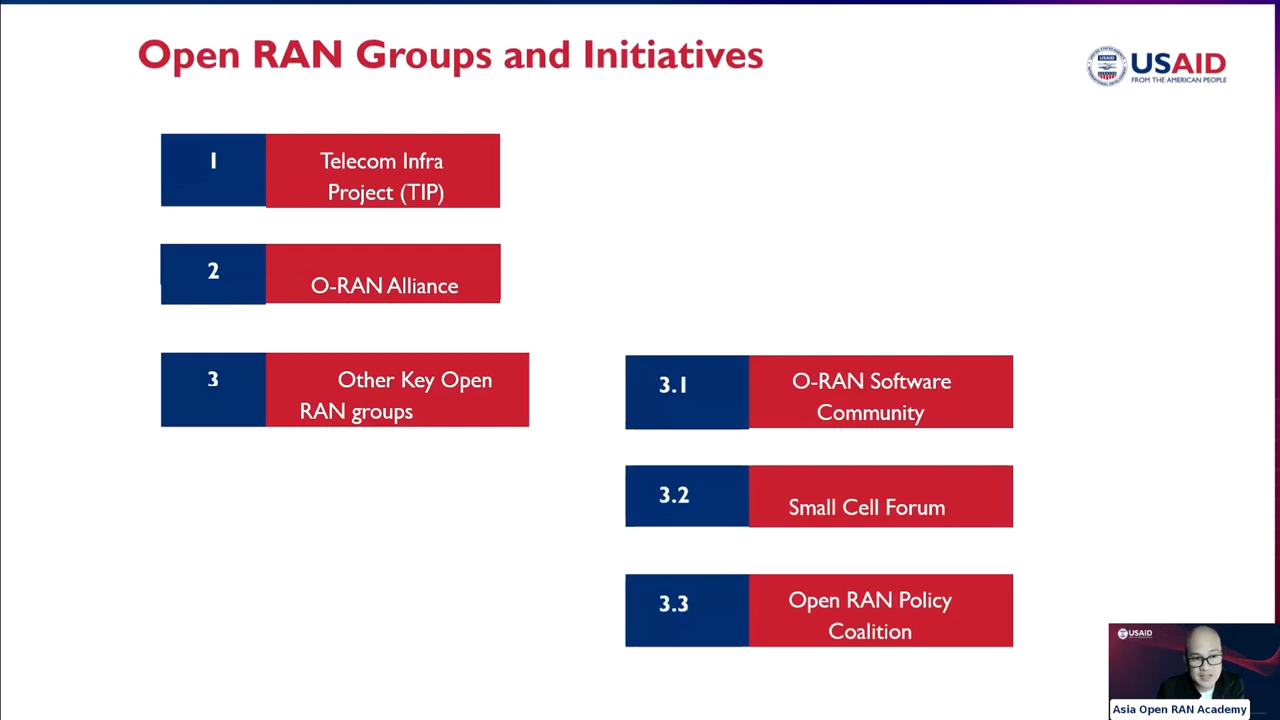 Open RAN Groups and Initiatives
USAID
FROM THE AMERICAN PEOPLE
1
Telecom Infra
Project (TIP)
2
O-RAN Alliance
3
Other Key Open
RAN groups
3.1
O-RAN Software
Community
3.2
Small Cell Forum
3.3
Open RAN Policy
Coalition
USAID
Asia Open RAN Academy